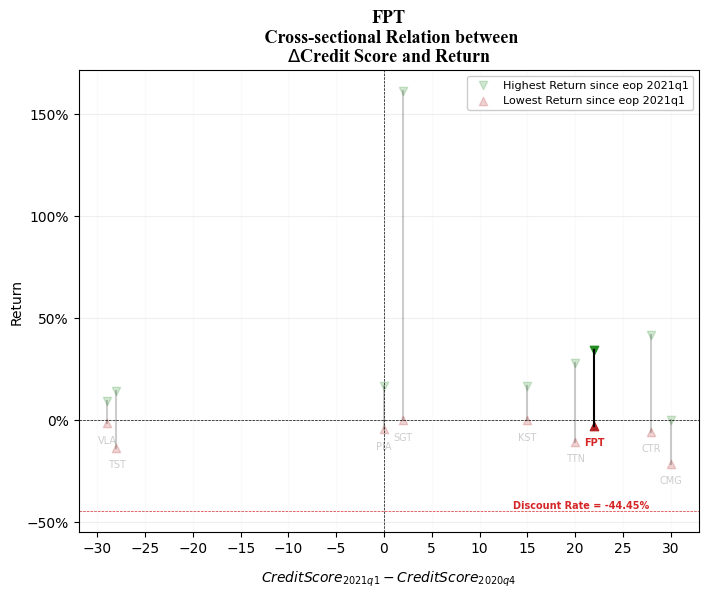 FPT
Cross-sectional Relation between
ΔCredit Score and Return
Highest Return since eop 2021q1
Lowest Return since eop 2021q1
Return
150%
100%
50%
0%
−50%
VLA
TST
PIA
SGT
KST
TTN
FPT
CTR
CMG
Discount Rate = -44.45%
−30 −25 −20 −15 −10 −5 0 5 10 15 20 25 30
CreditScore2021q1 − CreditScore2020q4